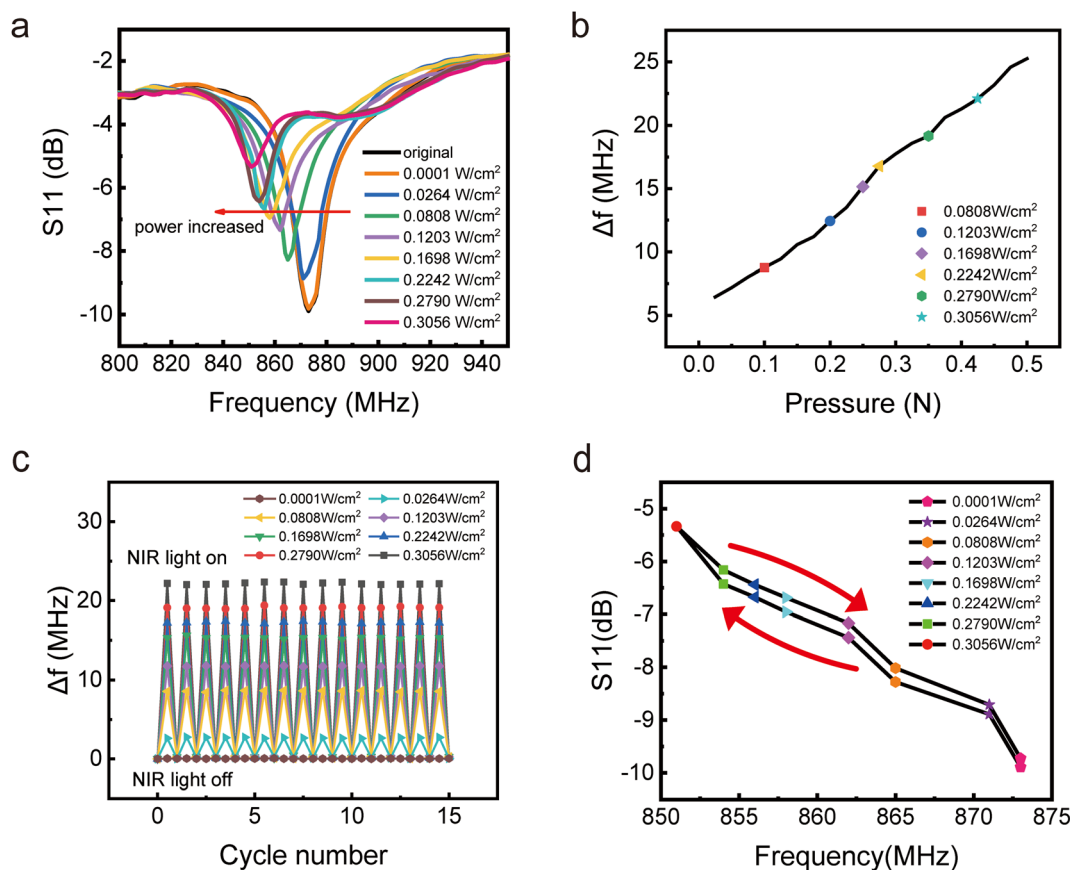 a
S11 (dB)
-2
-4
-6
-8
-10
original
0.0001 W/cm²
0.0264 W/cm²
0.0808 W/cm²
0.1203 W/cm²
0.1698 W/cm²
0.2242 W/cm²
0.2790 W/cm²
0.3056 W/cm²
power increased
800 820 840 860 880 900 920 940
Frequency (MHz)
b
Δf (MHz)
25
20
15
10
5
0.0808W/cm²
0.1203W/cm²
0.1698W/cm²
0.2242W/cm²
0.2790W/cm²
0.3056W/cm²
0.0 0.1 0.2 0.3 0.4 0.5
Pressure (N)
c
Δf (MHz)
30
20
10
0
0.0001W/cm² 0.0264W/cm²
0.0808W/cm² 0.1203W/cm²
0.1698W/cm² 0.2242W/cm²
0.2790W/cm² 0.3056W/cm²
NIR light on
NIR light off
0 5 10 15
Cycle number
d
S11(dB)
-5
-6
-7
-8
-9
-10
0.0001W/cm²
0.0264W/cm²
0.0808W/cm²
0.1203W/cm²
0.1698W/cm²
0.2242W/cm²
0.2790W/cm²
0.3056W/cm²
850 855 860 865 870 875
Frequency(MHz)